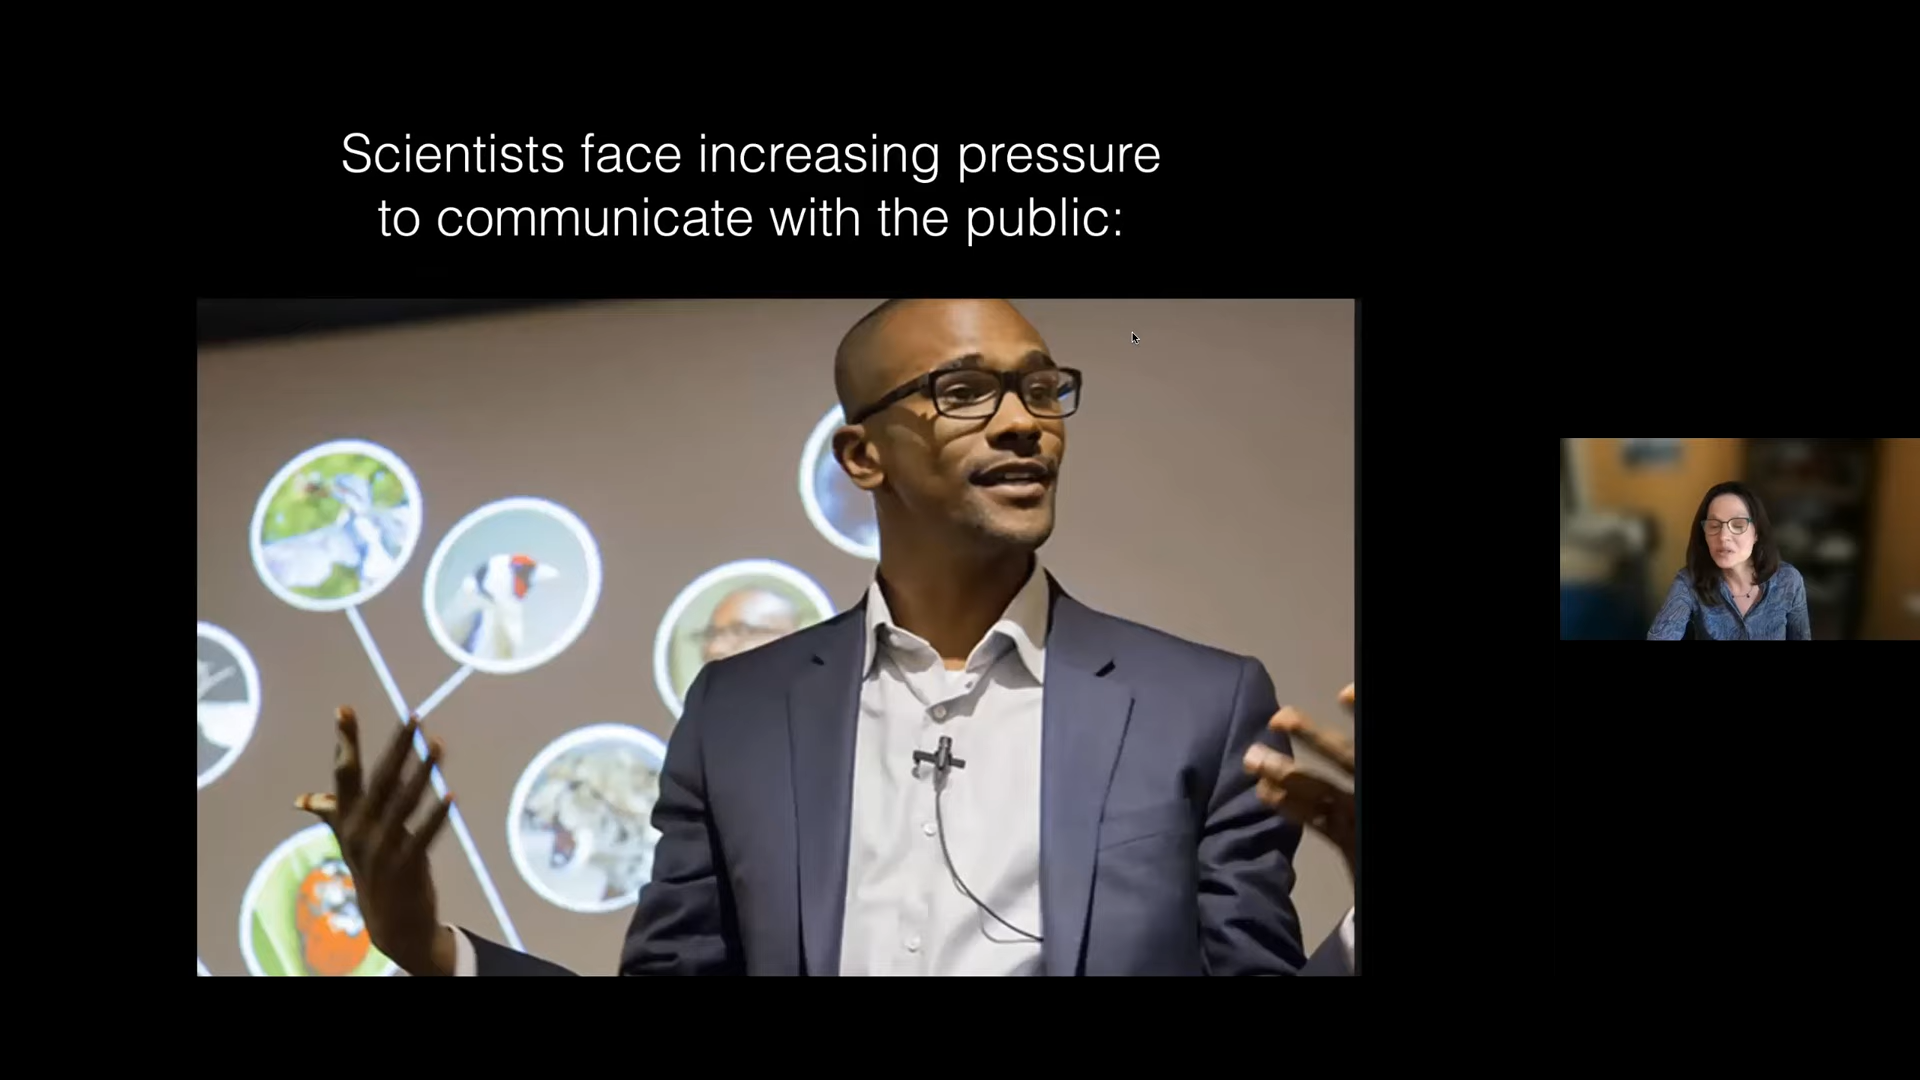 Scientists face increasing pressure
to communicate with the public: